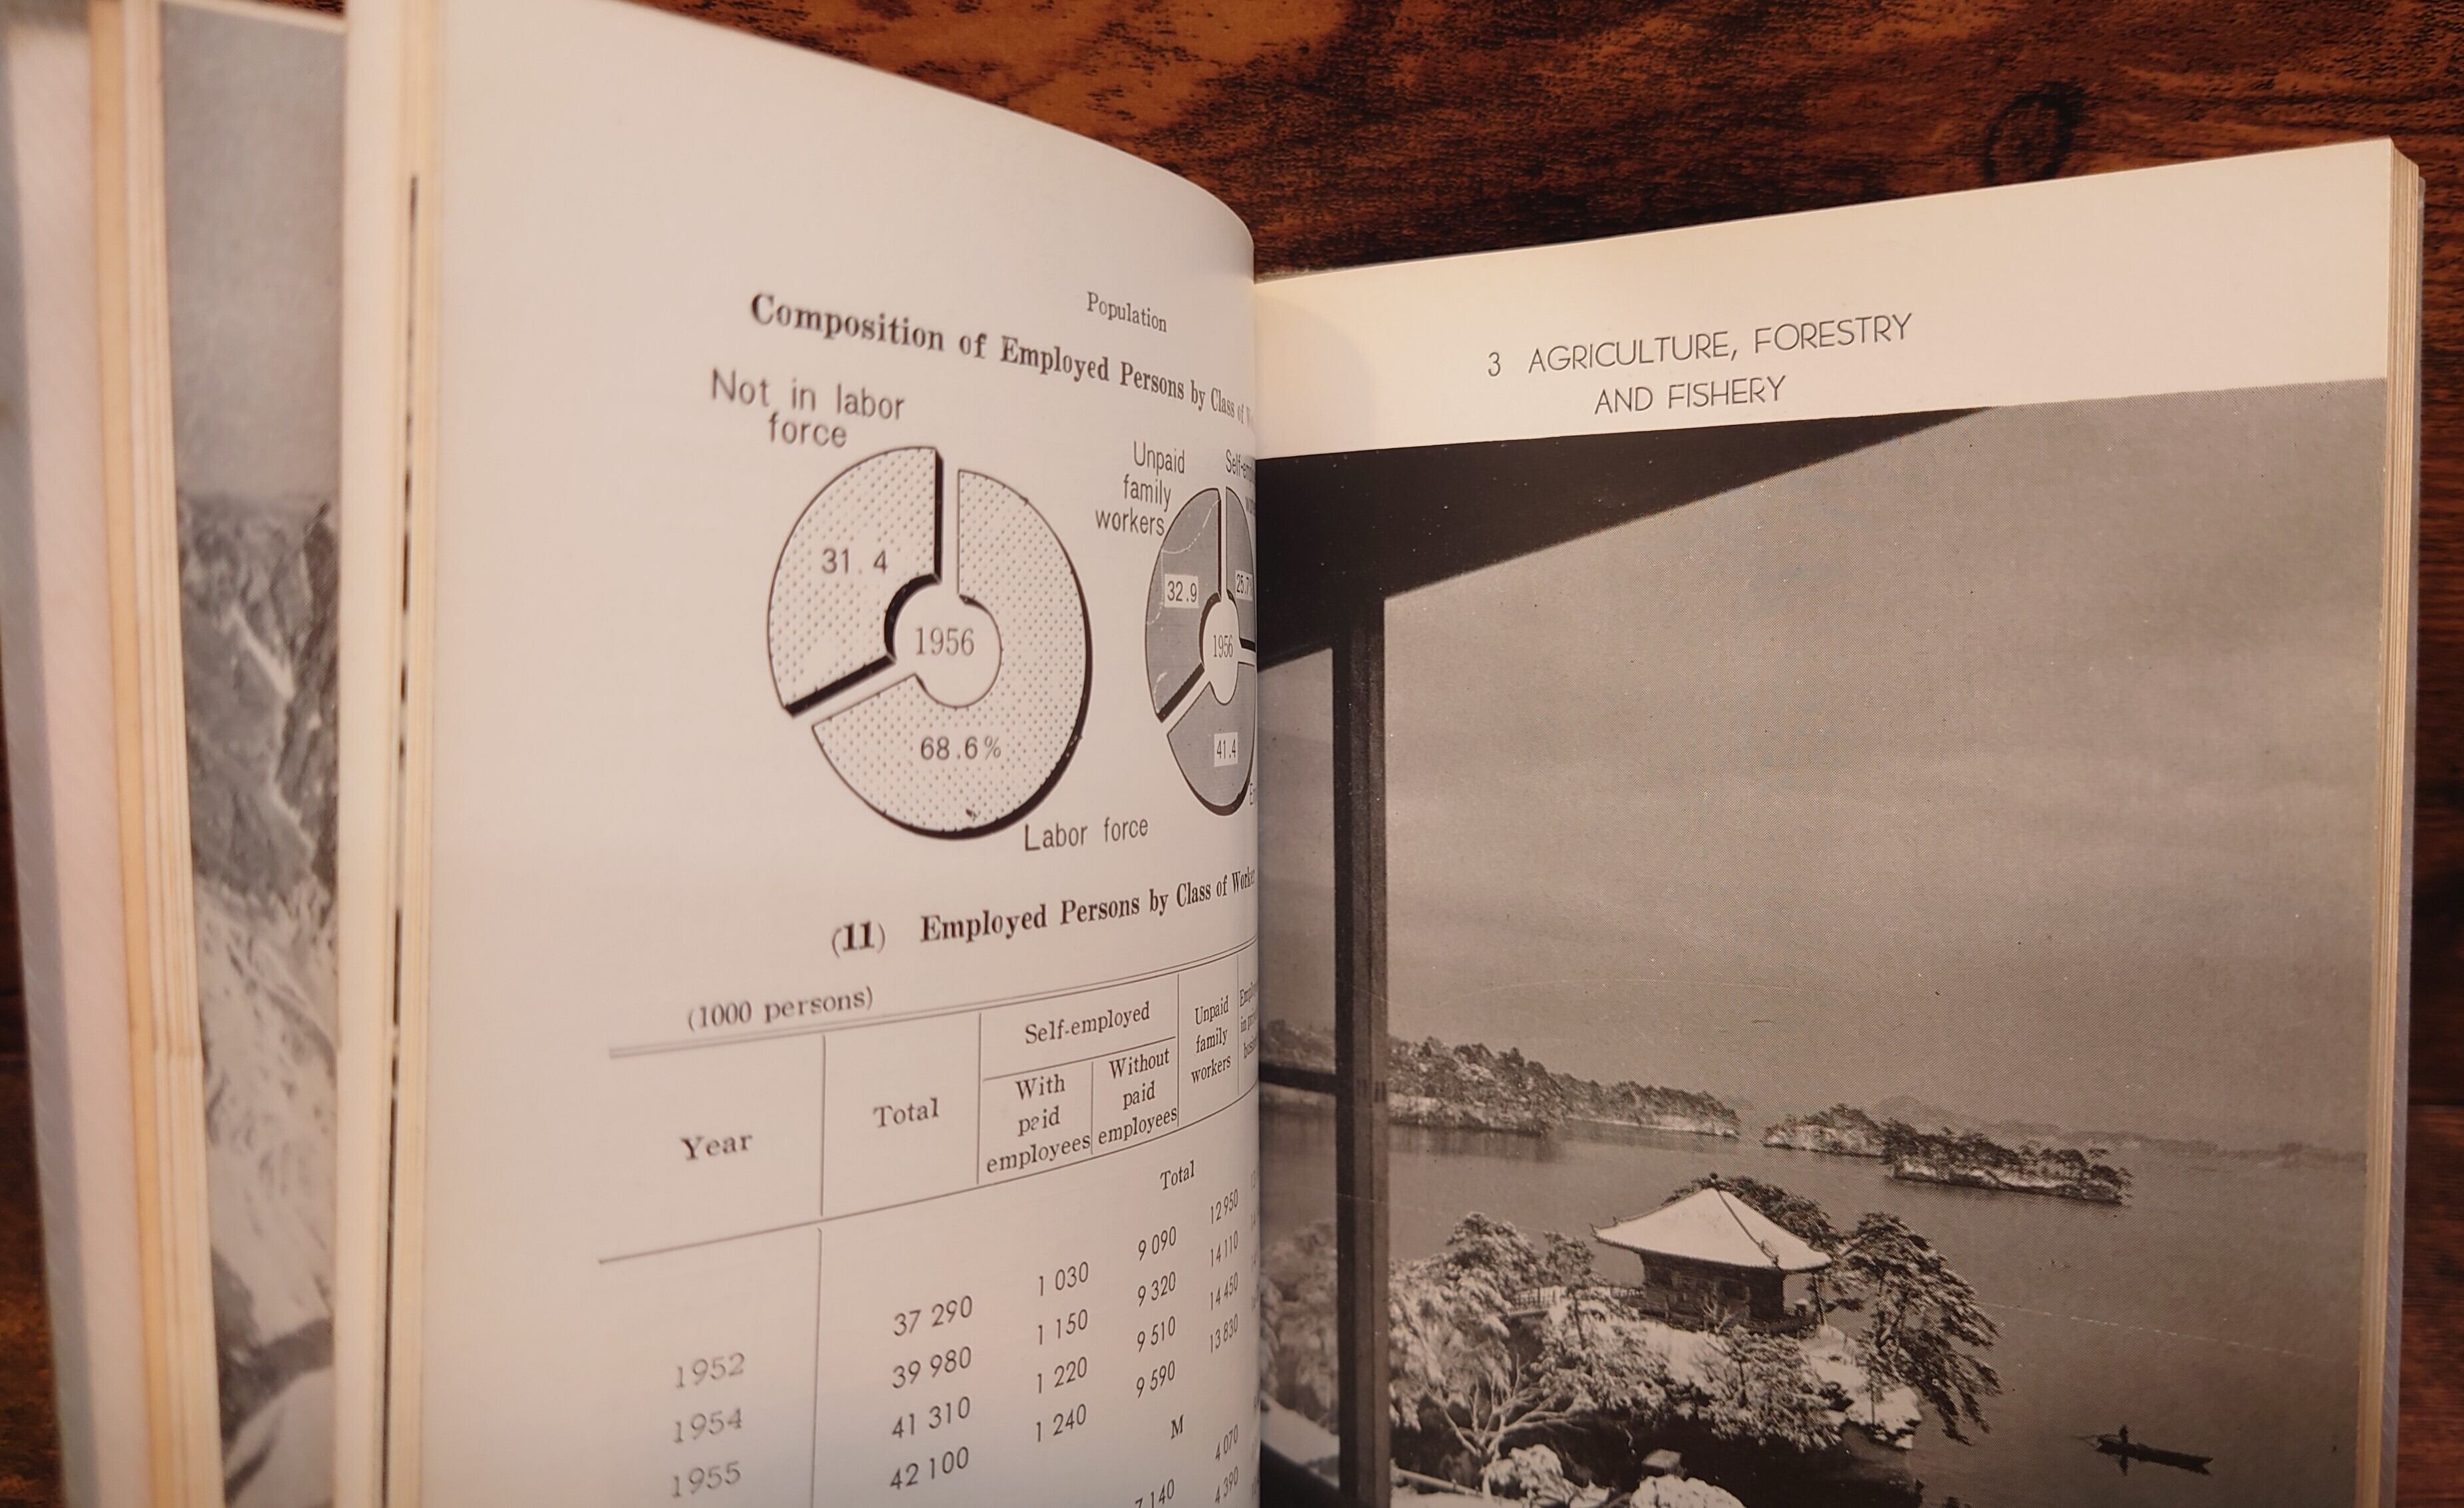 Population
Composition of Employed Persons by Class of
Not in labor
force
31.4
1956
68.6%
Labor force
Unpaid
family
workers
32.9
1956
41.4
(11) Employed Persons by Class of Worker
(1000 persons)
Year
Total
Self-employed
With
paid
employees
Without
paid
employees
Unpaid
family
workers
Total
1952 37 290 1 030 9 090 12 950
1954 39 980 1 150 9 320 14 110
1955 41 310 1 220 9 510 14 450
42 100 1 240 9 590 13 830
M
4 070
7 140 4 390
3 AGRICULTURE, FORESTRY
AND FISHERY